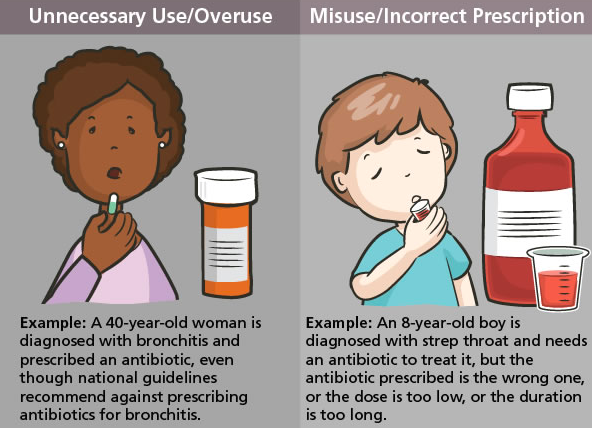 Unnecessary Use/Overuse
Misuse/Incorrect Prescription
Example: A 40-year-old woman is
diagnosed with bronchitis and
prescribed an antibiotic, even
though national guidelines
recommend against prescribing
antibiotics for bronchitis.
Example: An 8-year-old boy is
diagnosed with strep throat and needs
an antibiotic to treat it, but the
antibiotic prescribed is the wrong one,
or the dose is too low, or the duration
is too long.